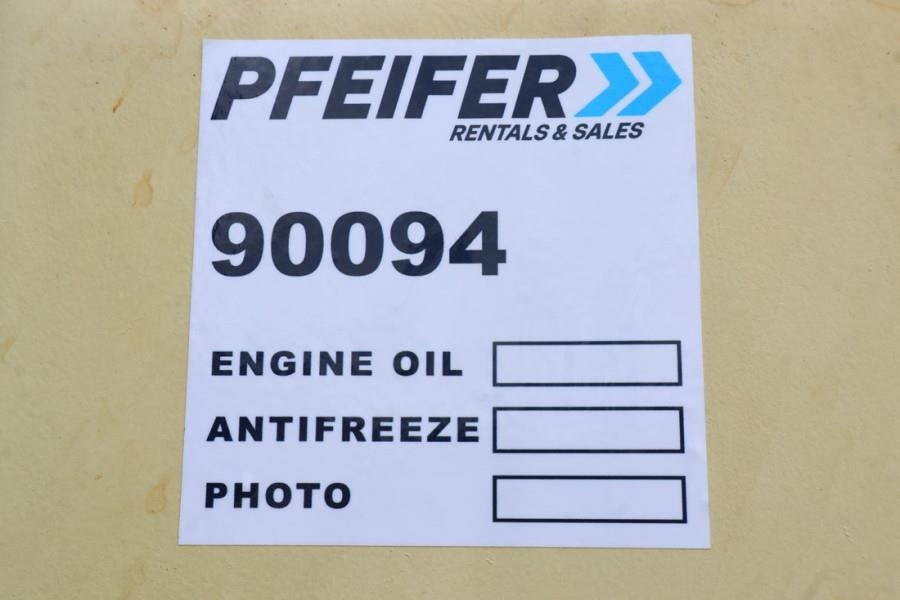 PFEIFER
RENTALS & SALES
90094
ENGINE OIL
ANTIFREEZE
PHOTO